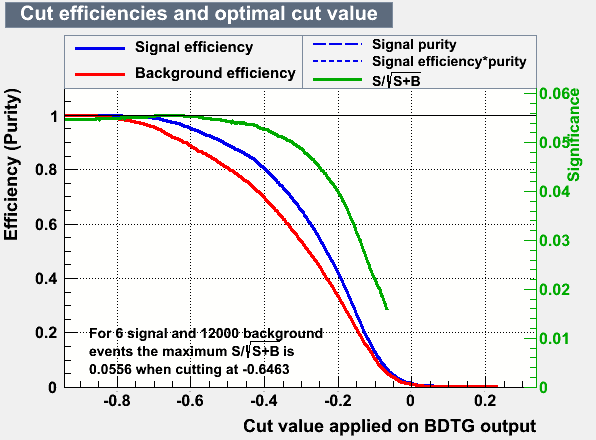 Cut efficiencies and optimal cut value
Signal efficiency
Background efficiency
Signal purity
Signal efficiency*purity
S/√S+B
Efficiency (Purity)
1
0.8
0.6
0.4
0.2
0
0.06
0.05
0.04
0.03
0.02
0.01
0
Significance
For 6 signal and 12000 background
events the maximum S/√S+B is
0.0556 when cutting at -0.6463
-0.8 -0.6 -0.4 -0.2 0 0.2
Cut value applied on BDTG output